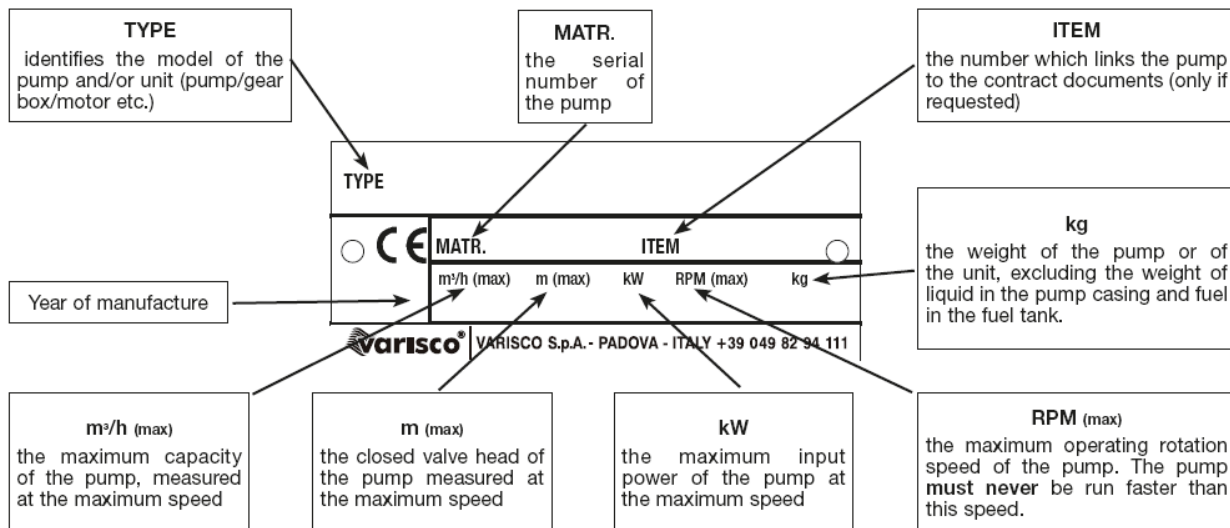 TYPE
identifies the model of the
pump and/or unit (pump/gear
box/motor etc.)
MATR.
the serial
number of
the pump
ITEM
the number which links the pump
to the contract documents (only if
requested)
TYPE
CE MATR. ITEM
m³/h (max) m (max) kW RPM (max) kg
varisco® VARISCO S.p.A. - PADOVA - ITALY +39 049 82 94 111
Year of manufacture
kg
the weight of the pump or of
the unit, excluding the weight of
liquid in the pump casing and fuel
in the fuel tank.
m³/h (max)
the maximum capacity
of the pump, measured
at the maximum speed
m (max)
the closed valve head of
the pump measured at
the maximum speed
kW
the maximum input
power of the pump at
the maximum speed
RPM (max)
the maximum operating rotation
speed of the pump. The pump
must never be run faster than
this speed.